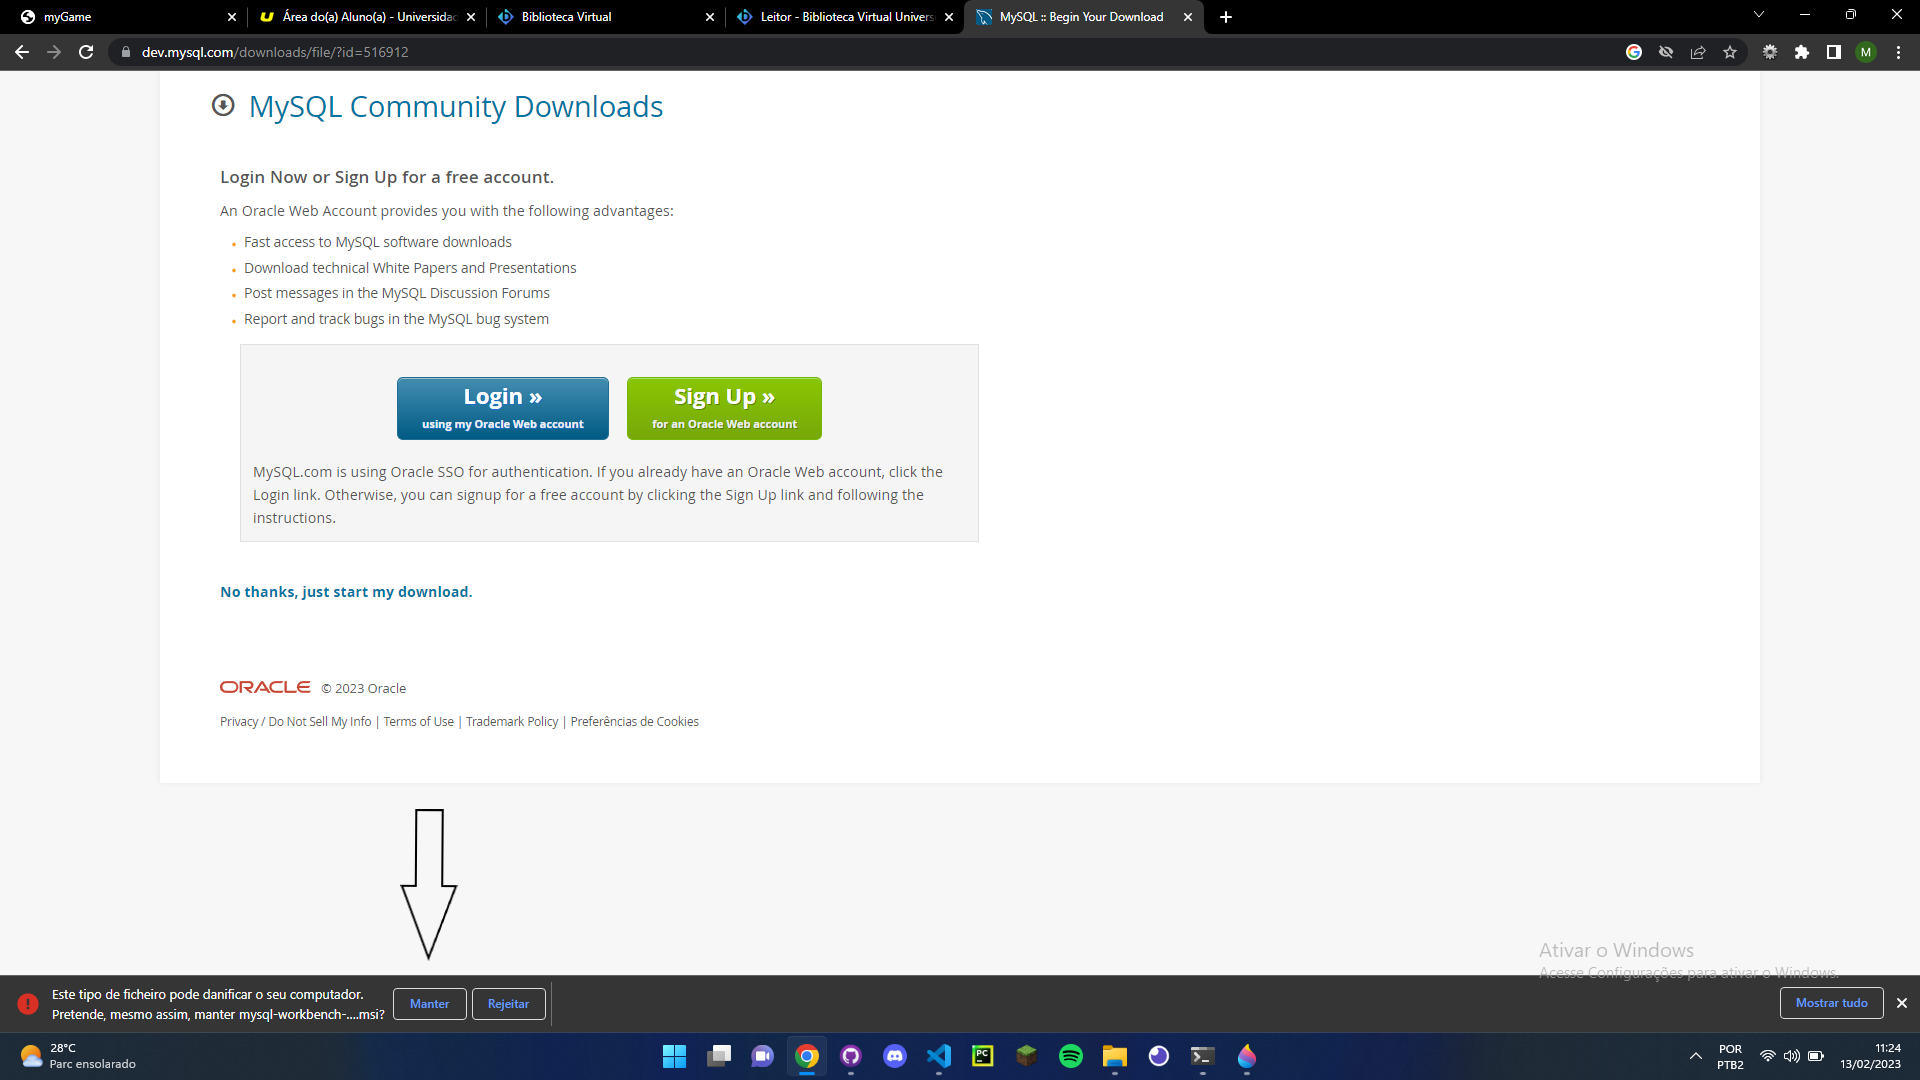 myGame
Área do(a) Aluno(a) - Universidad
Biblioteca Virtual
Leitor - Biblioteca Virtual Univers
MySQL :: Begin Your Download
dev.mysql.com/downloads/file/?id=516912
M
MySQL Community Downloads
Login Now or Sign Up for a free account.
An Oracle Web Account provides you with the following advantages:
Fast access to MySQL software downloads
Download technical White Papers and Presentations
Post messages in the MySQL Discussion Forums
Report and track bugs in the MySQL bug system
Login »
using my Oracle Web account
Sign Up »
for an Oracle Web account
MySQL.com is using Oracle SSO for authentication. If you already have an Oracle Web account, click the
Login link. Otherwise, you can signup for a free account by clicking the Sign Up link and following the
instructions.
No thanks, just start my download.
ORACLE © 2023 Oracle
Privacy / Do Not Sell My Info | Terms of Use | Trademark Policy | Preferências de Cookies
Ativar o Windows
Acesse Configurações para ativar o Windows.
Este tipo de ficheiro pode danificar o seu computador.
Pretende, mesmo assim, manter mysql-workbench-....msi?
Manter
Rejeitar
Mostrar tudo
28°C
Parc ensolarado
PC
POR
PTB2
11:24
13/02/2023